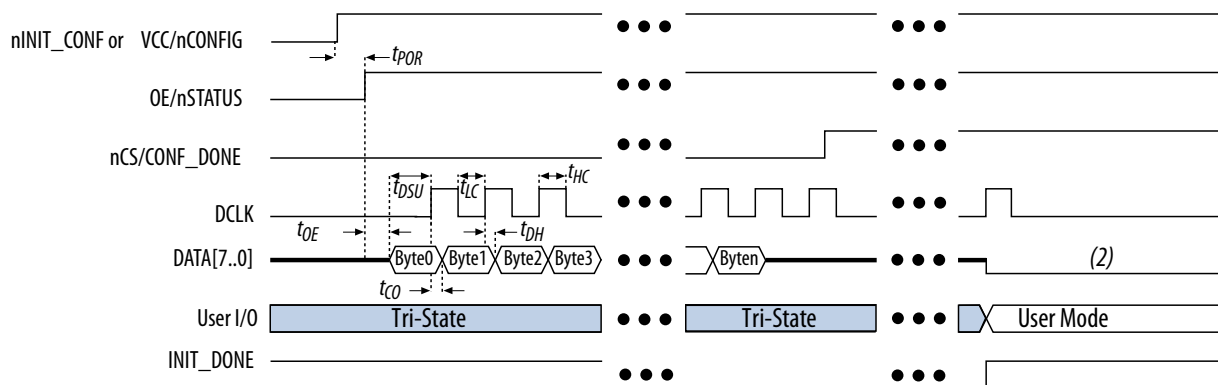 nINIT_CONF or VCC/nCONFIG
tPOR
OE/nSTATUS
nCS/CONF_DONE
tDSU
tLC
tHC
DCLK
tOE
tDH
DATA[7..0]
Byte0
Byte1
Byte2
Byte3
Byten
(2)
tCO
User I/O
Tri-State
Tri-State
User Mode
INIT_DONE